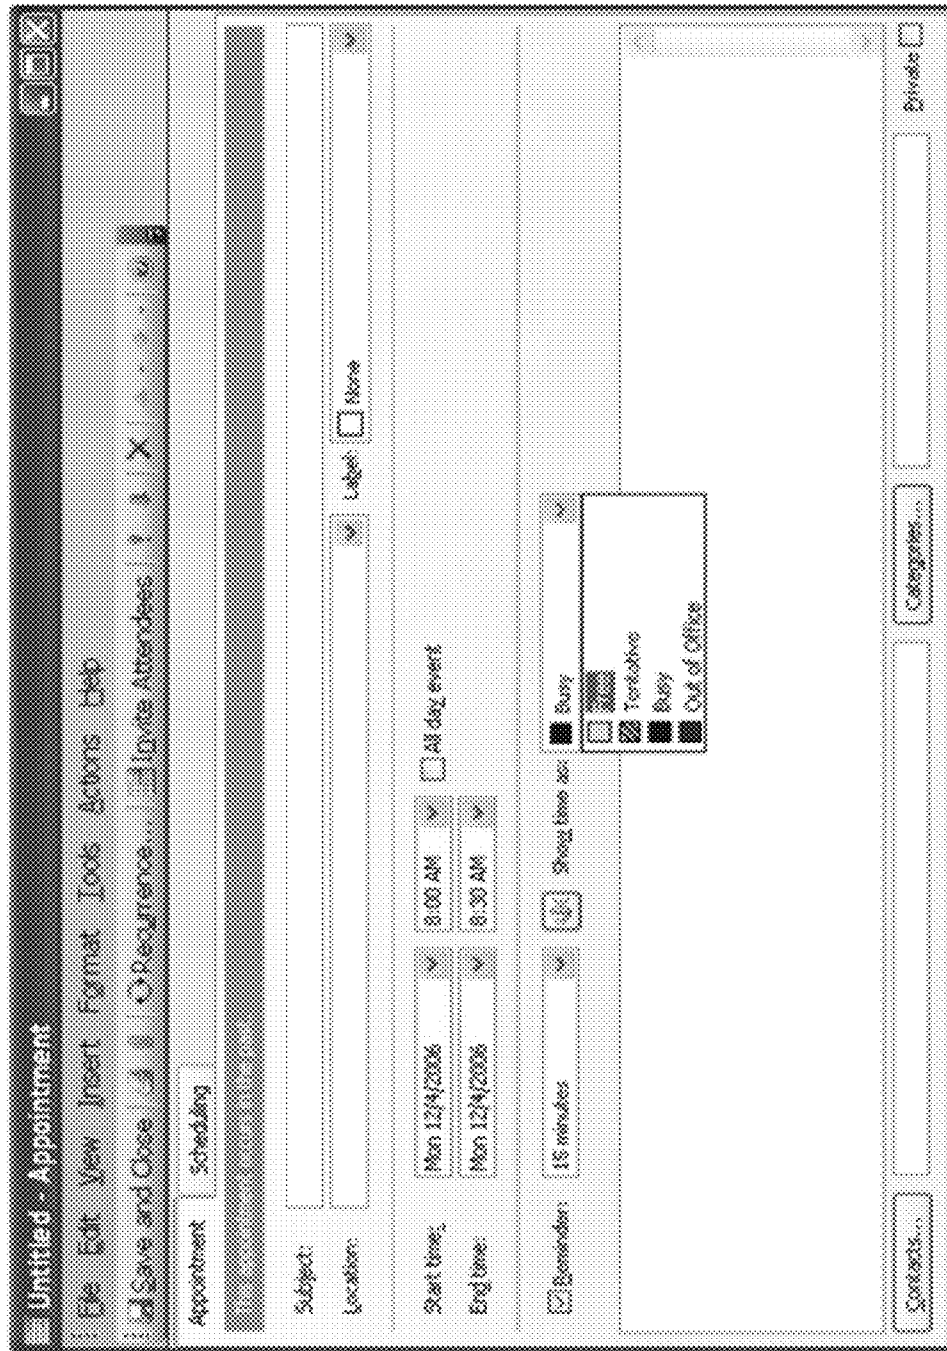 Untitled - Appointment
File Edit View Insert Format Tools Actions Help
Save and Close Recurrence... Invite Attendees
Appointment Scheduling
Subject:
Location: Label: None
Start time: Mon 12/4/2006 8:00 AM All day event
End time: Mon 12/4/2006 8:30 AM
Reminder: 15 minutes Show time as: Busy
Tentative
Busy
Out of Office
Contacts... Categories... Private